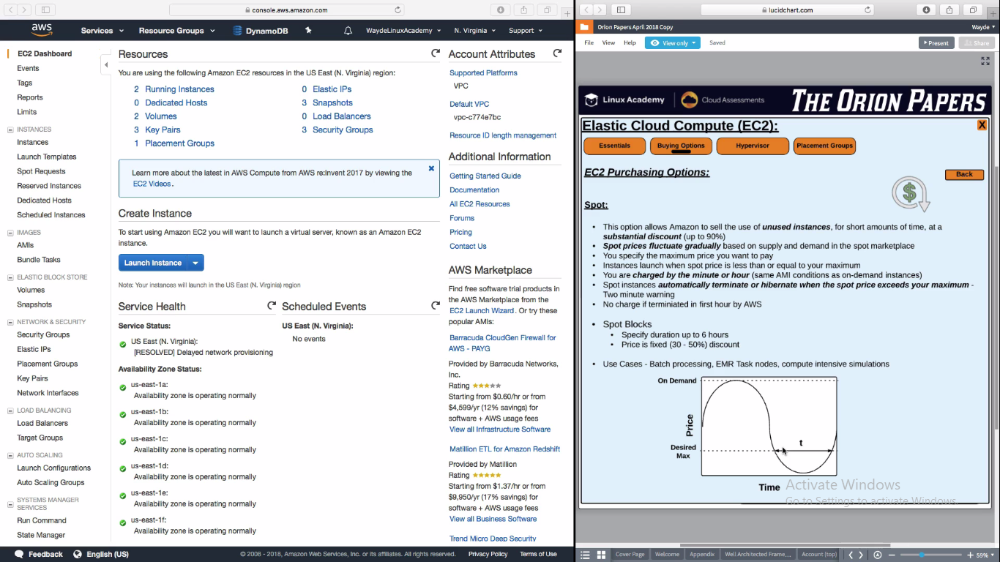 console.aws.amazon.com
aws
Services
Resource Groups
DynamoDB
WaydeLinuxAcademy
N. Virginia
Support
EC2 Dashboard
Events
Tags
Reports
Limits
INSTANCES
Instances
Launch Templates
Spot Requests
Reserved Instances
Dedicated Hosts
Scheduled Instances
IMAGES
AMIs
Bundle Tasks
ELASTIC BLOCK STORE
Volumes
Snapshots
NETWORK & SECURITY
Security Groups
Elastic IPs
Placement Groups
Key Pairs
Network Interfaces
LOAD BALANCING
Load Balancers
Target Groups
AUTO SCALING
Launch Configurations
Auto Scaling Groups
SYSTEMS MANAGER
SERVICES
Run Command
State Manager
Resources
You are using the following Amazon EC2 resources in the US East (N. Virginia) region:
2 Running Instances
0 Elastic IPs
0 Dedicated Hosts
3 Snapshots
2 Volumes
0 Load Balancers
3 Key Pairs
3 Security Groups
1 Placement Groups
Learn more about the latest in AWS Compute from AWS re:Invent 2017 by viewing the
EC2 Videos.
Create Instance
To start using Amazon EC2 you will want to launch a virtual server, known as an Amazon EC2
instance.
Launch Instance
Note: Your instances will launch in the US East (N. Virginia) region
Service Health
Service Status:
US East (N. Virginia):
[RESOLVED] Delayed network provisioning
Availability Zone Status:
us-east-1a:
Availability zone is operating normally
us-east-1b:
Availability zone is operating normally
us-east-1c:
Availability zone is operating normally
us-east-1d:
Availability zone is operating normally
us-east-1e:
Availability zone is operating normally
us-east-1f:
Availability zone is operating normally
Scheduled Events
US East (N. Virginia):
No events
Account Attributes
Supported Platforms
VPC
Default VPC
vpc-c774e7bc
Resource ID length management
Additional Information
Getting Started Guide
Documentation
All EC2 Resources
Forums
Pricing
Contact Us
AWS Marketplace
Find free software trial products in
the AWS Marketplace from the
EC2 Launch Wizard. Or try these
popular AMIs:
Barracuda CloudGen Firewall for
AWS - PAYG
Provided by Barracuda Networks,
Inc.
Rating
Starting from $0.60/hr or from
$4,599/yr (12% savings) for
software + AWS usage fees
View all Infrastructure Software
Matillion ETL for Amazon Redshift
Provided by Matillion
Rating
Starting from $1.37/hr or from
$9,950/yr (17% savings) for
software + AWS usage fees
View all Business Software
Trend Micro Deep Security
Feedback
English (US)
© 2008 - 2018, Amazon Web Services, Inc. or its affiliates. All rights reserved.
Privacy Policy
Terms of Use
lucidchart.com
Orion Papers April 2018 Copy
Wayde
File
View
Help
View only
Saved
Present
Share
Linux Academy
Cloud Assessments
THE ORION PAPERS
Elastic Cloud Compute (EC2):
X
Essentials
Buying Options
Hypervisor
Placement Groups
EC2 Purchasing Options:
Back
$
Spot:
• This option allows Amazon to sell the use of unused instances, for short amounts of time, at a
substantial discount (up to 90%)
• Spot prices fluctuate gradually based on supply and demand in the spot marketplace
• You specify the maximum price you want to pay
• Instances launch when spot price is less than or equal to your maximum
• You are charged by the minute or hour (same AMI conditions as on-demand instances)
• Spot instances automatically terminate or hibernate when the spot price exceeds your maximum -
Two minute warning
• No charge if terminiated in first hour by AWS
• Spot Blocks
• Specify duration up to 6 hours
• Price is fixed (30 - 50%) discount
• Use Cases - Batch processing, EMR Task nodes, compute intensive simulations
On Demand
Price
t
Desired
Max
Time
Activate Windows
Go to Settings to activate Windows.
Cover Page
Welcome
Appendix
Well Architected Frame...
Account (top)
59%